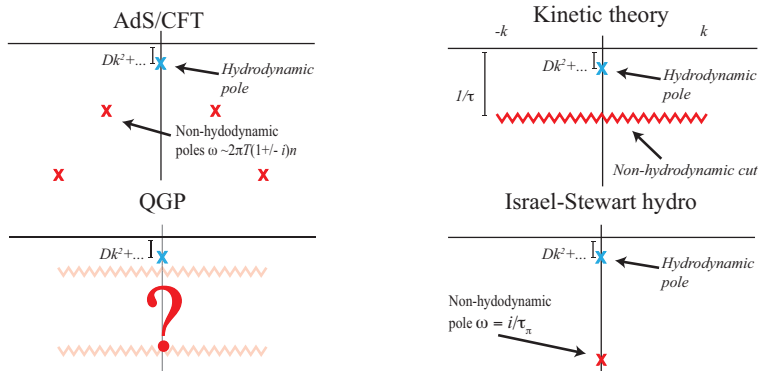 AdS/CFT
Dk²+...
Hydrodynamic
pole
Non-hydodynamic
poles ω ~2πT(1+/- i)n
Kinetic theory
-k
k
Dk²+...
1/τ
Hydrodynamic
pole
Non-hydrodynamic cut
QGP
Dk²+...
?
Israel-Stewart hydro
Dk²+...
Hydrodynamic
pole
Non-hydodynamic
pole ω = i/τπ